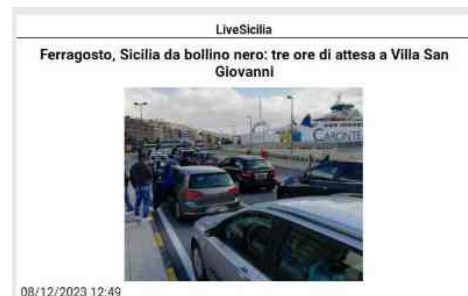 LiveSicilia
Ferragosto, Sicilia da bollino nero: tre ore di attesa a Villa San
Giovanni
CARONTE
08/12/2023 12:49